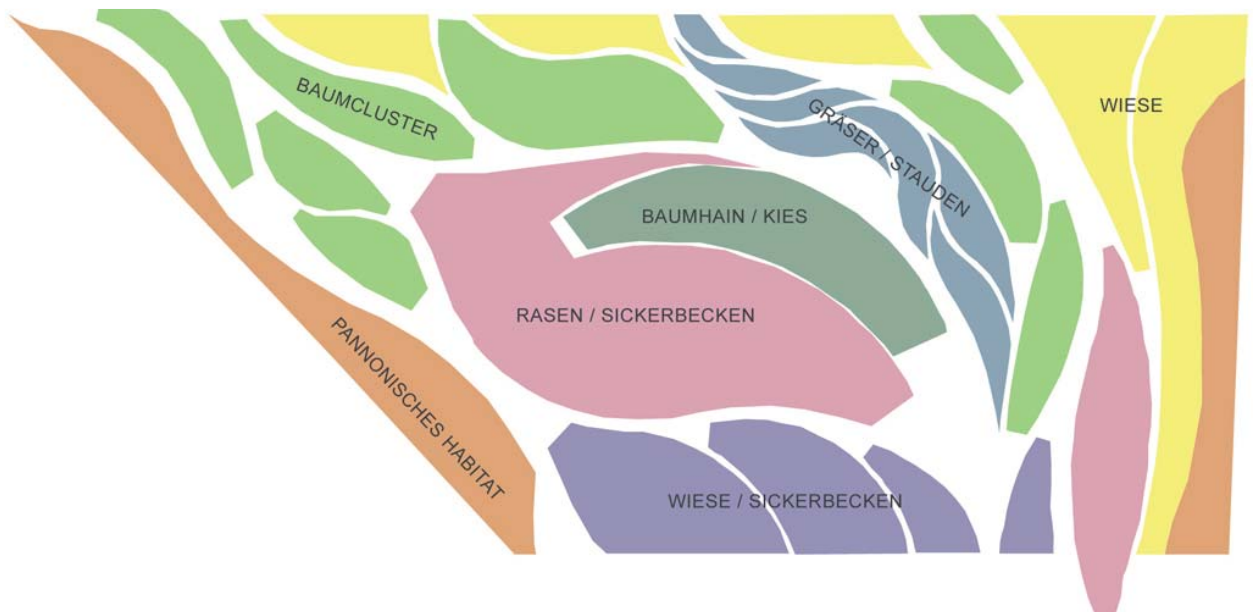 BAUMCLUSTER
GRÄSER / STAUDEN
WIESE
BAUMHAIN / KIES
RASEN / SICKERBECKEN
PANNONISCHES HABITAT
WIESE / SICKERBECKEN